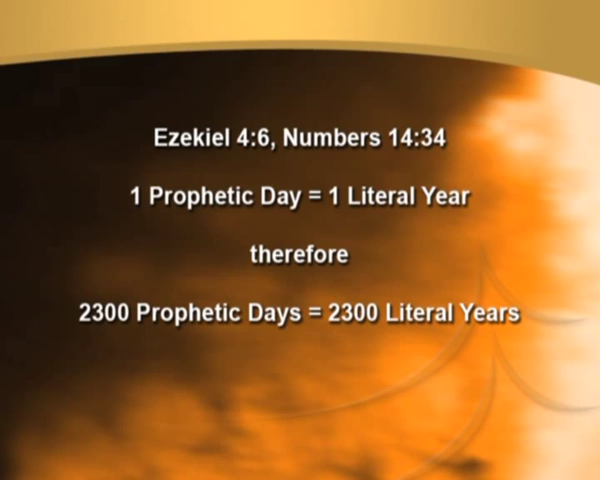 Ezekiel 4:6, Numbers 14:34
1 Prophetic Day = 1 Literal Year
therefore
2300 Prophetic Days = 2300 Literal Years